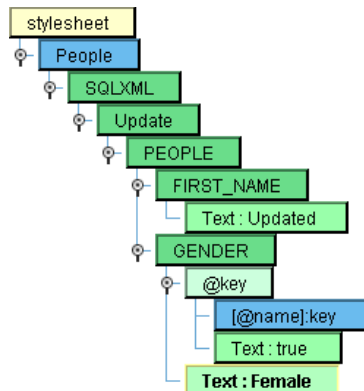 stylesheet
People
SQLXML
Update
PEOPLE
FIRST_NAME
Text : Updated
GENDER
@key
[@name]:key
Text : true
Text : Female